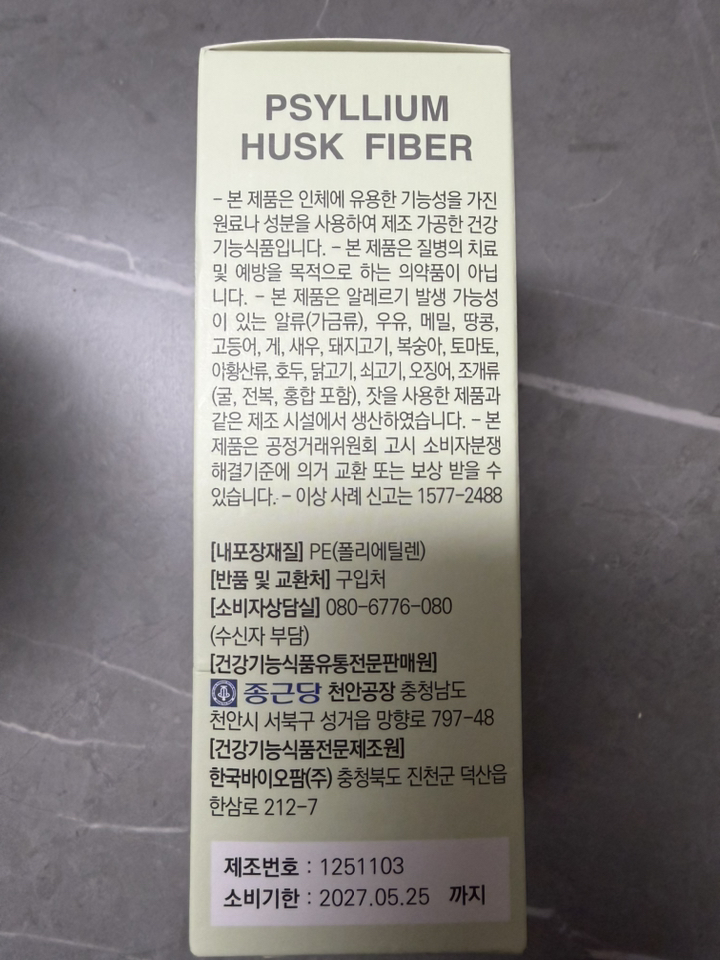 PSYLLIUM
HUSK FIBER
- 본 제품은 인체에 유용한 기능성을 가진
원료나 성분을 사용하여 제조 가공한 건강
기능식품입니다. - 본 제품은 질병의 치료
및 예방을 목적으로 하는 의약품이 아닙
니다. - 본 제품은 알레르기 발생 가능성
이 있는 알류(가금류), 우유, 메밀, 땅콩,
고등어, 게, 새우, 돼지고기, 복숭아, 토마토,
아황산류, 호두, 닭고기, 쇠고기, 오징어, 조개류
(굴, 전복, 홍합 포함), 잣을 사용한 제품과
같은 제조 시설에서 생산하였습니다. - 본
제품은 공정거래위원회 고시 소비자분쟁
해결기준에 의거 교환 또는 보상 받을 수
있습니다. - 이상 사례 신고는 1577-2488
[내포장재질] PE(폴리에틸렌)
[반품 및 교환처] 구입처
[소비자상담실] 080-6776-080
(수신자 부담)
[건강기능식품유통전문판매원]
종근당 천안공장 충청남도
천안시 서북구 성거읍 망향로 797-48
[건강기능식품전문제조원]
한국바이오팜(주) 충청북도 진천군 덕산읍
한삼로 212-7
제조번호 : 1251103
소비기한 : 2027.05.25 까지